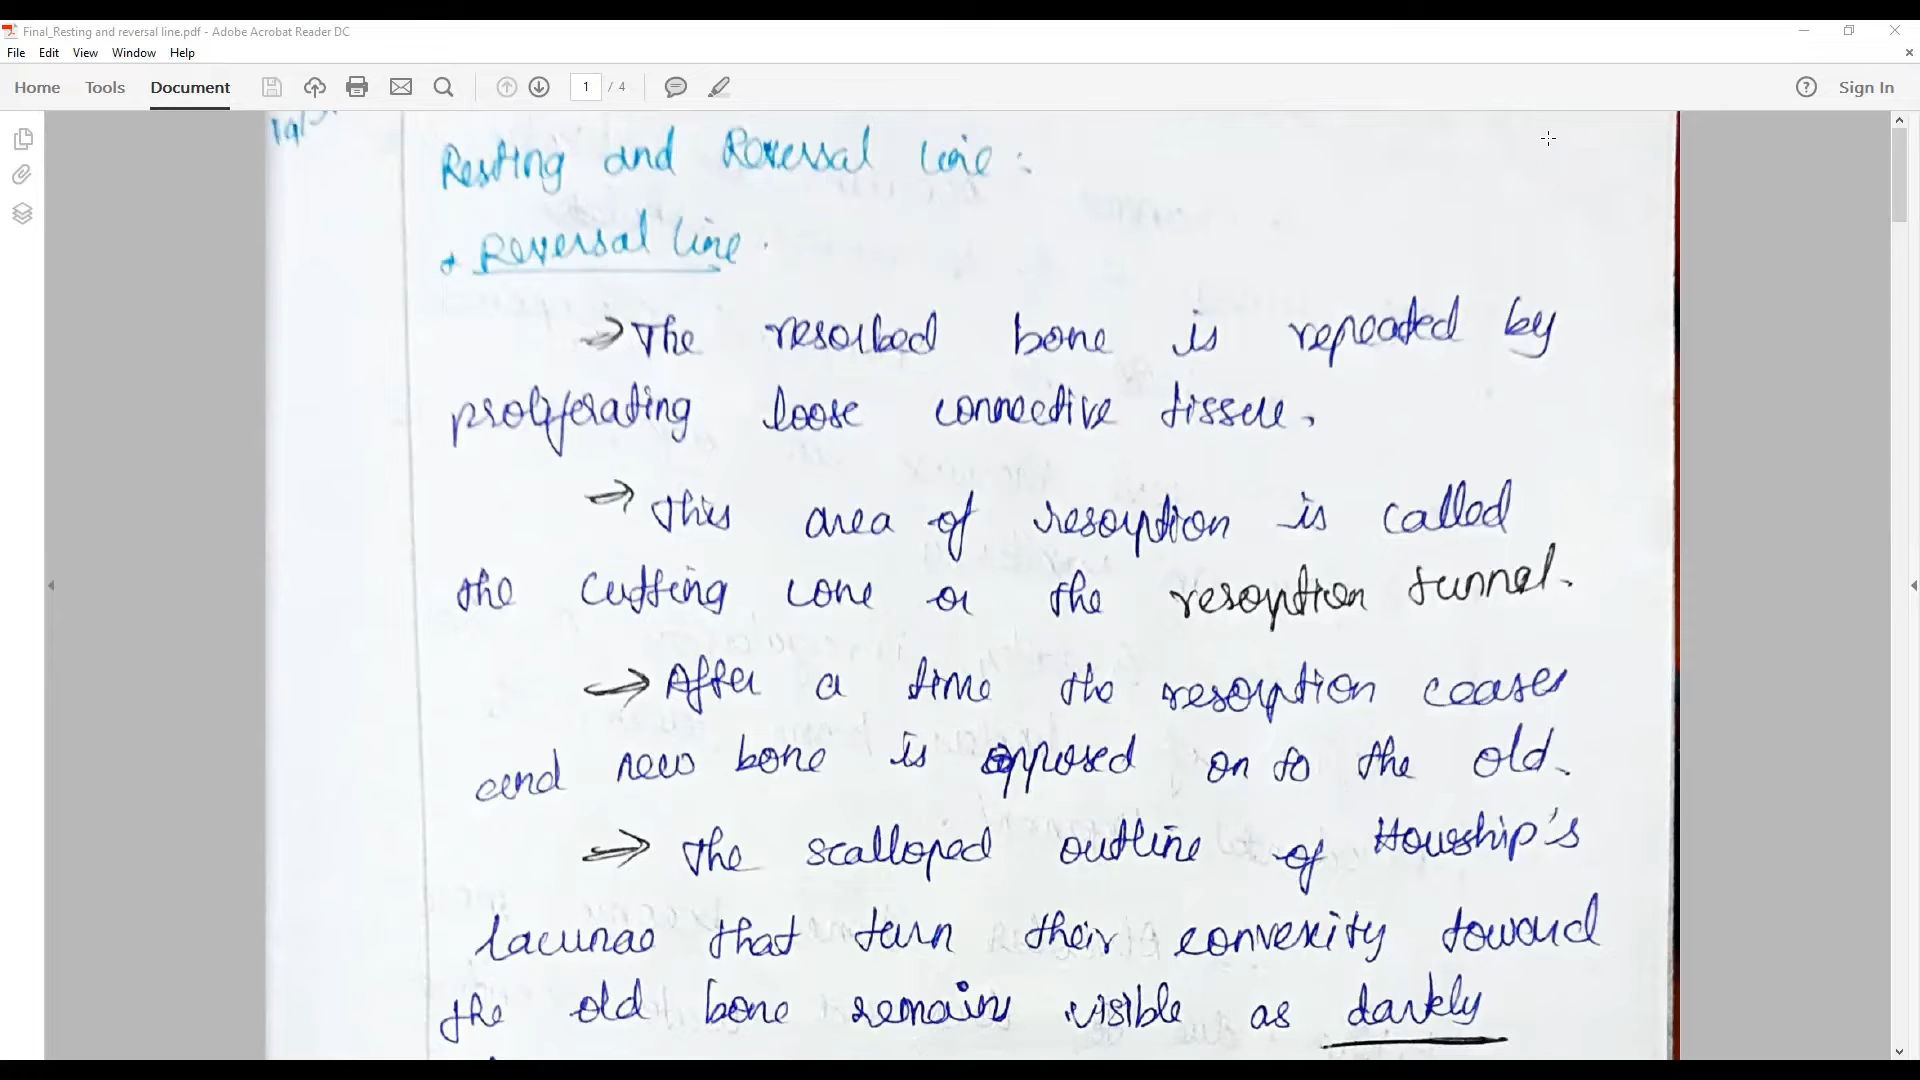 Final_Resting and reversal line.pdf - Adobe Acrobat Reader DC
File Edit View Window Help
Home Tools Document 1 / 4 Sign In
Resting and Reversal line :
* Reversal line .
→ The resorbed bone is repeated by
proliferating loose connective tissue.
→ This area of resorption is called
the cutting cone or the resorption tunnel.
→ After a time the resorption ceases
and new bone is opposed on to the old.
→ The scalloped outline of Howship's
lacunae that turn their convexity toward
the old bone remains visible as darkly